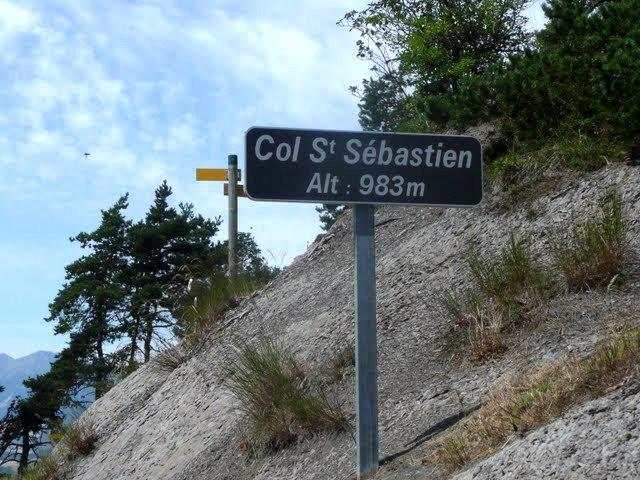 Col St Sébastien
Alt : 983m